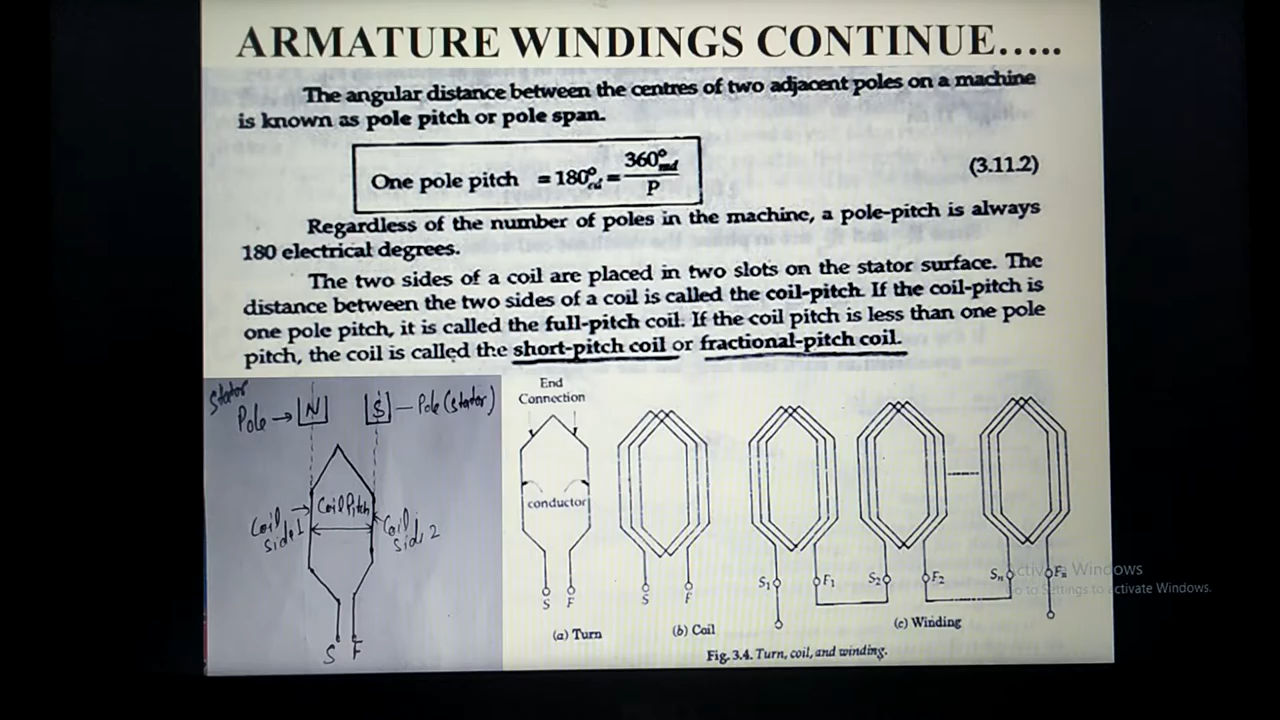 ARMATURE WINDINGS CONTINUE.....
The angular distance between the centres of two adjacent poles on a machine
is known as pole pitch or pole span.
One pole pitch = 180°ed = 360°md / P
(3.11.2)
Regardless of the number of poles in the machine, a pole-pitch is always
180 electrical degrees.
The two sides of a coil are placed in two slots on the stator surface. The
distance between the two sides of a coil is called the coil-pitch. If the coil-pitch is
one pole pitch, it is called the full-pitch coil. If the coil pitch is less than one pole
pitch, the coil is called the short-pitch coil or fractional-pitch coil.
Stator
Pole → N
S — Pole (stator)
Coil side 1
Coil Pitch
Coil side 2
S F
End
Connection
conductor
S F
(a) Turn
S F
(b) Coil
S1 F1 S2 F2 Sn Fn
(c) Winding
Fig. 3.4. Turn, coil, and winding.
Activate Windows
Go to Settings to activate Windows.